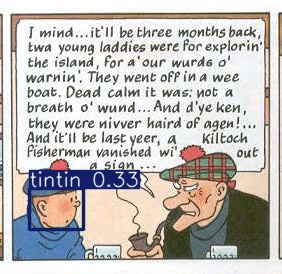 I mind...it'll be three months back,
twa young laddies were for explorin'
the island, for a' our wurds o'
warnin'. They went off in a wee
boat. Dead calm it was: not a
breath o' wund... And d'ye ken,
they were nivver haird of agen!...
And it'll be last year, a Kiltoch
fisherman vanished wi' out
a sign...
tintin 0.33